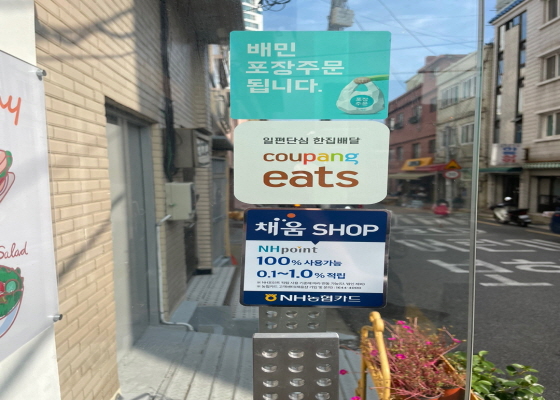 배민
포장주문
됩니다.
일편단심 한집배달
coupang
eats
채움 SHOP
NHpoint
100% 사용가능
0.1~1.0% 적립
NH농협카드
Salad